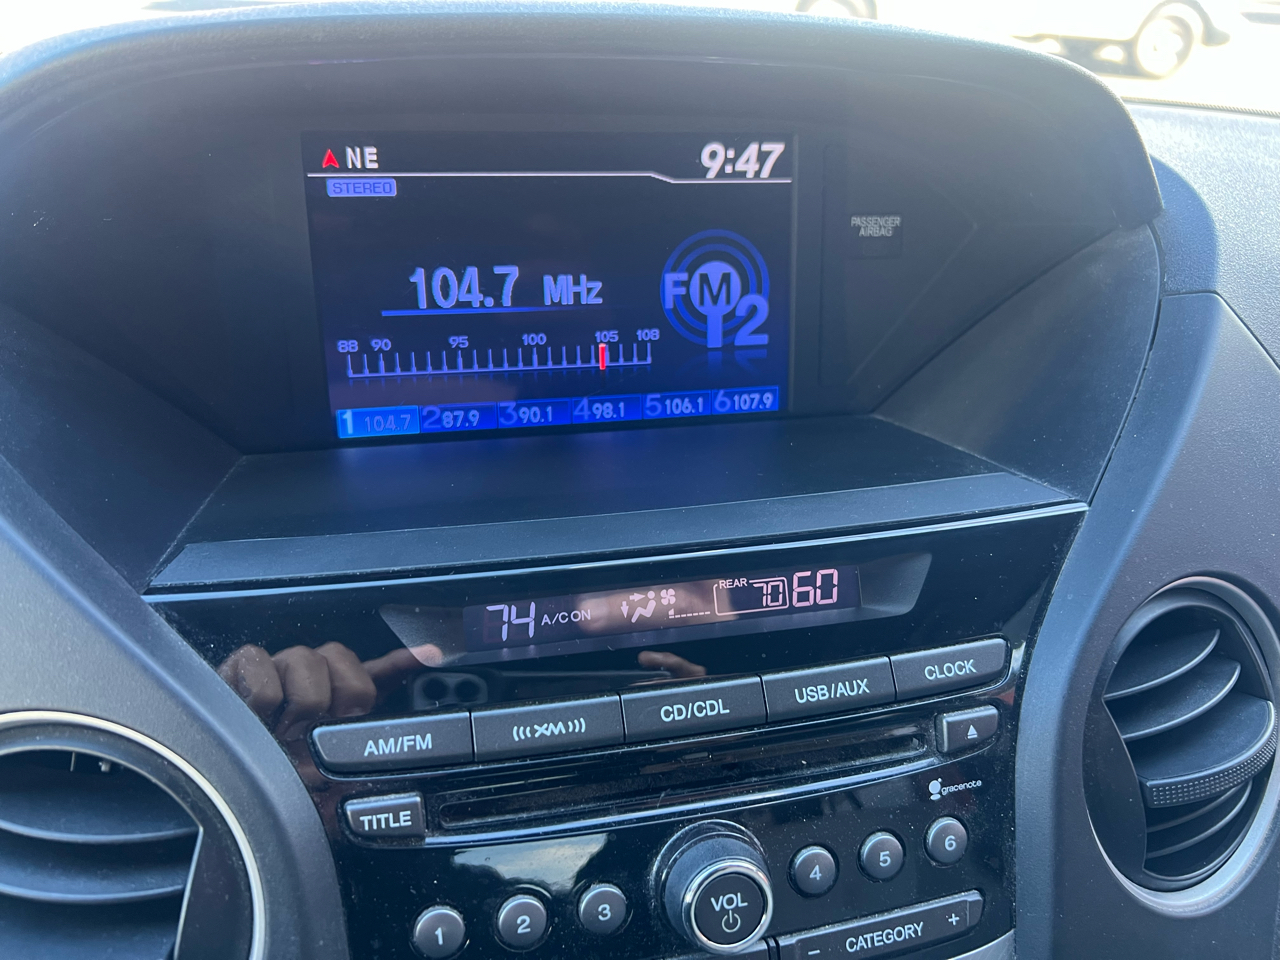 NE 9:47
STEREO
PASSENGER
AIRBAG
104.7 MHz
FM 2
88 90 95 100 105 108
1 104.7 2 87.9 3 90.1 4 98.1 5 106.1 6 107.9
74 A/C ON REAR 70 60
AM/FM (((XM))) CD/CDL USB/AUX CLOCK
TITLE
gracenote
1 2 3 VOL 4 5 6
− CATEGORY +